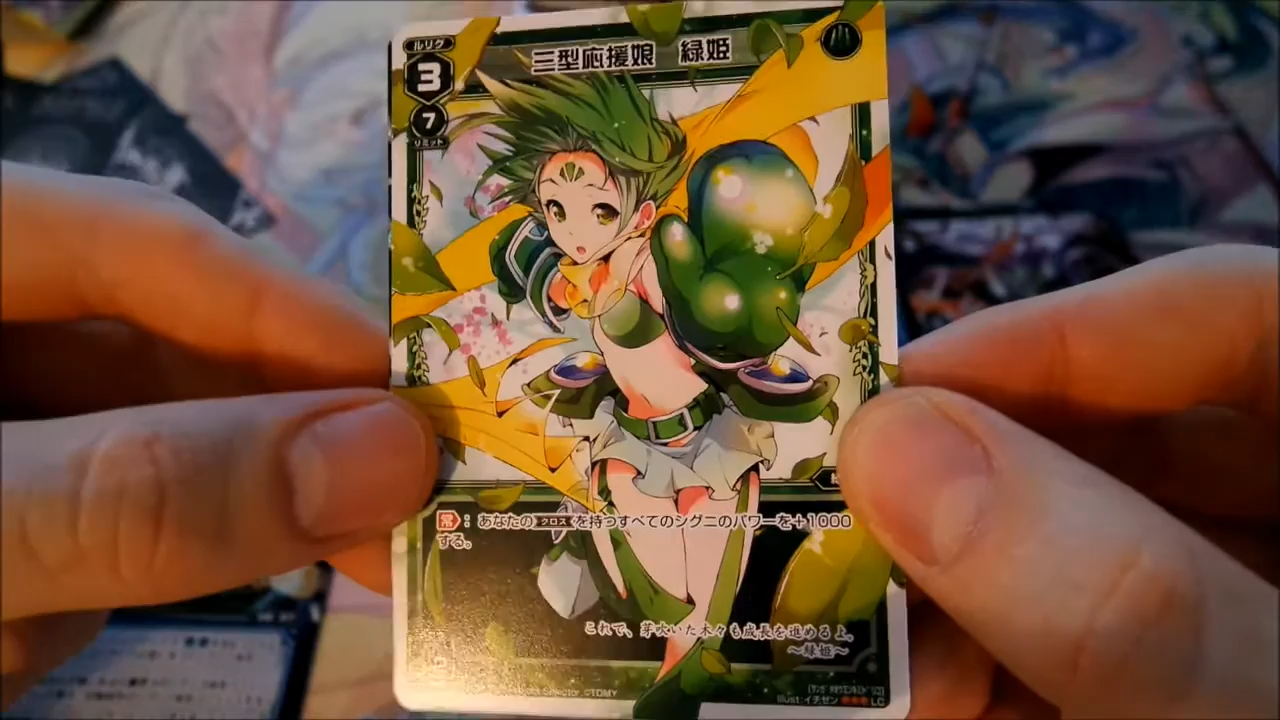 ルリグ
三型応援娘　緑姫
3
7
リミット
常：あなたのクロスを持つすべてのシグニのパワーを＋1000
する。
これで、芽吹いた木々も成長を進めるよ。
～緑姫～
Selector ©TOMY
Illust:イチゼン
LC